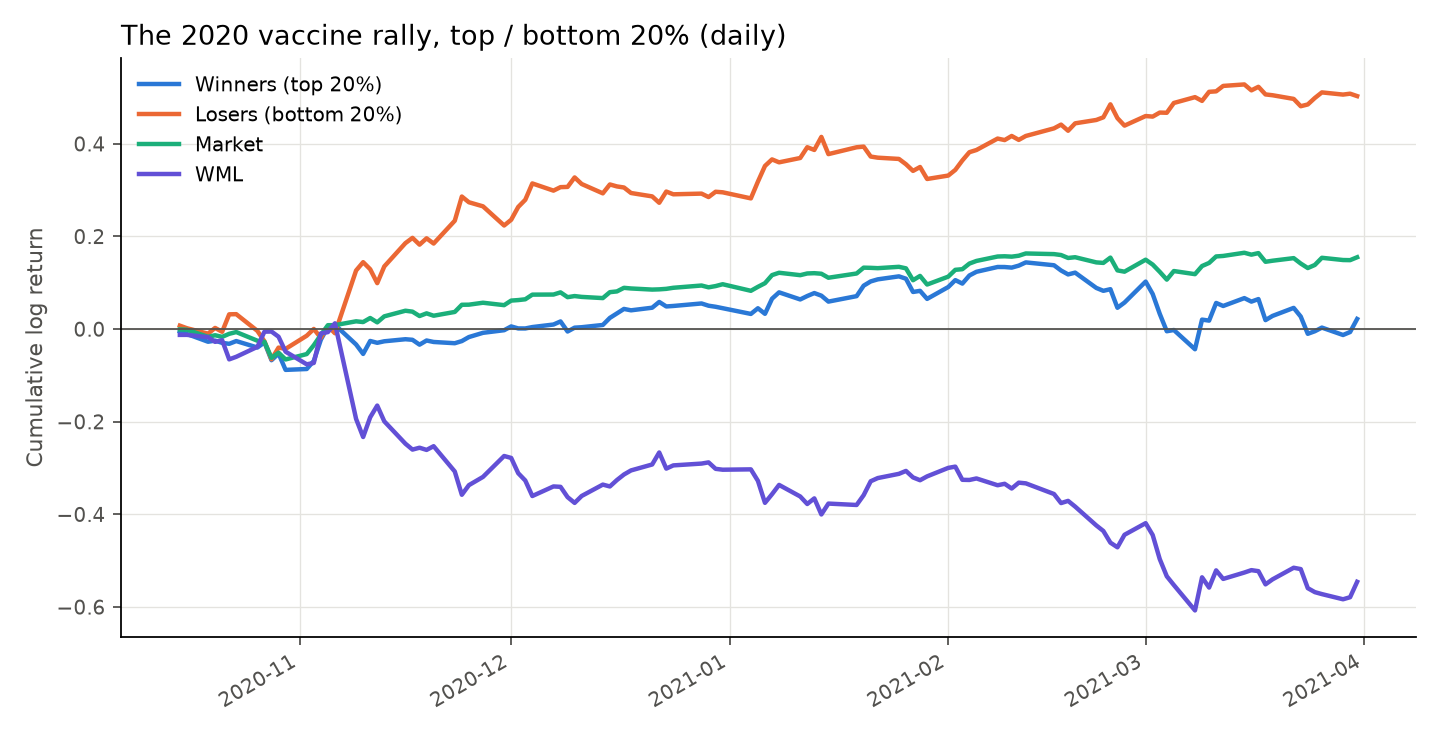 The 2020 vaccine rally, top / bottom 20% (daily)
Winners (top 20%)
Losers (bottom 20%)
Market
WML
Cumulative log return
0.4
0.2
0.0
−0.2
−0.4
−0.6
2020-11
2020-12
2021-01
2021-02
2021-03
2021-04